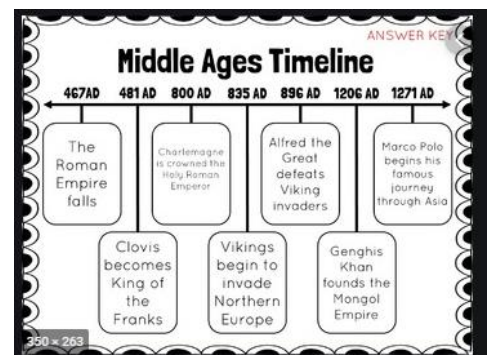 ANSWER KEY
Middle Ages Timeline
467AD 481 AD 800 AD 835 AD 896 AD 1206 AD 1271 AD
The
Roman
Empire
falls
Clovis
becomes
King of
the
Franks
Charlemagne
is crowned the
Holy Roman
Emperor
Vikings
begin to
invade
Northern
Europe
Alfred the
Great
defeats
Viking
invaders
Genghis
Khan
founds the
Mongol
Empire
Marco Polo
begins his
famous
journey
through Asia
350 × 263